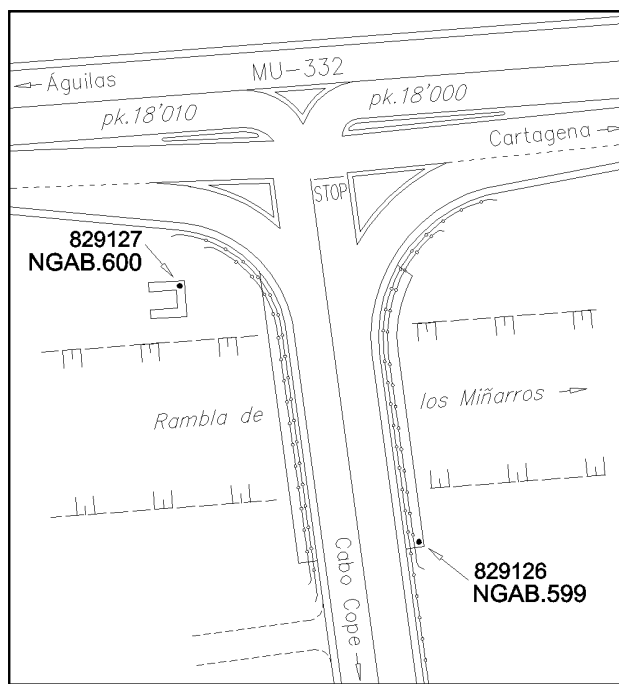 MU-332
←Águilas
pk.18'000
pk.18'010
Cartagena →
STOP
829127
NGAB.600
los Miñarros →
Rambla de
829126
NGAB.599
Cabo Cope →